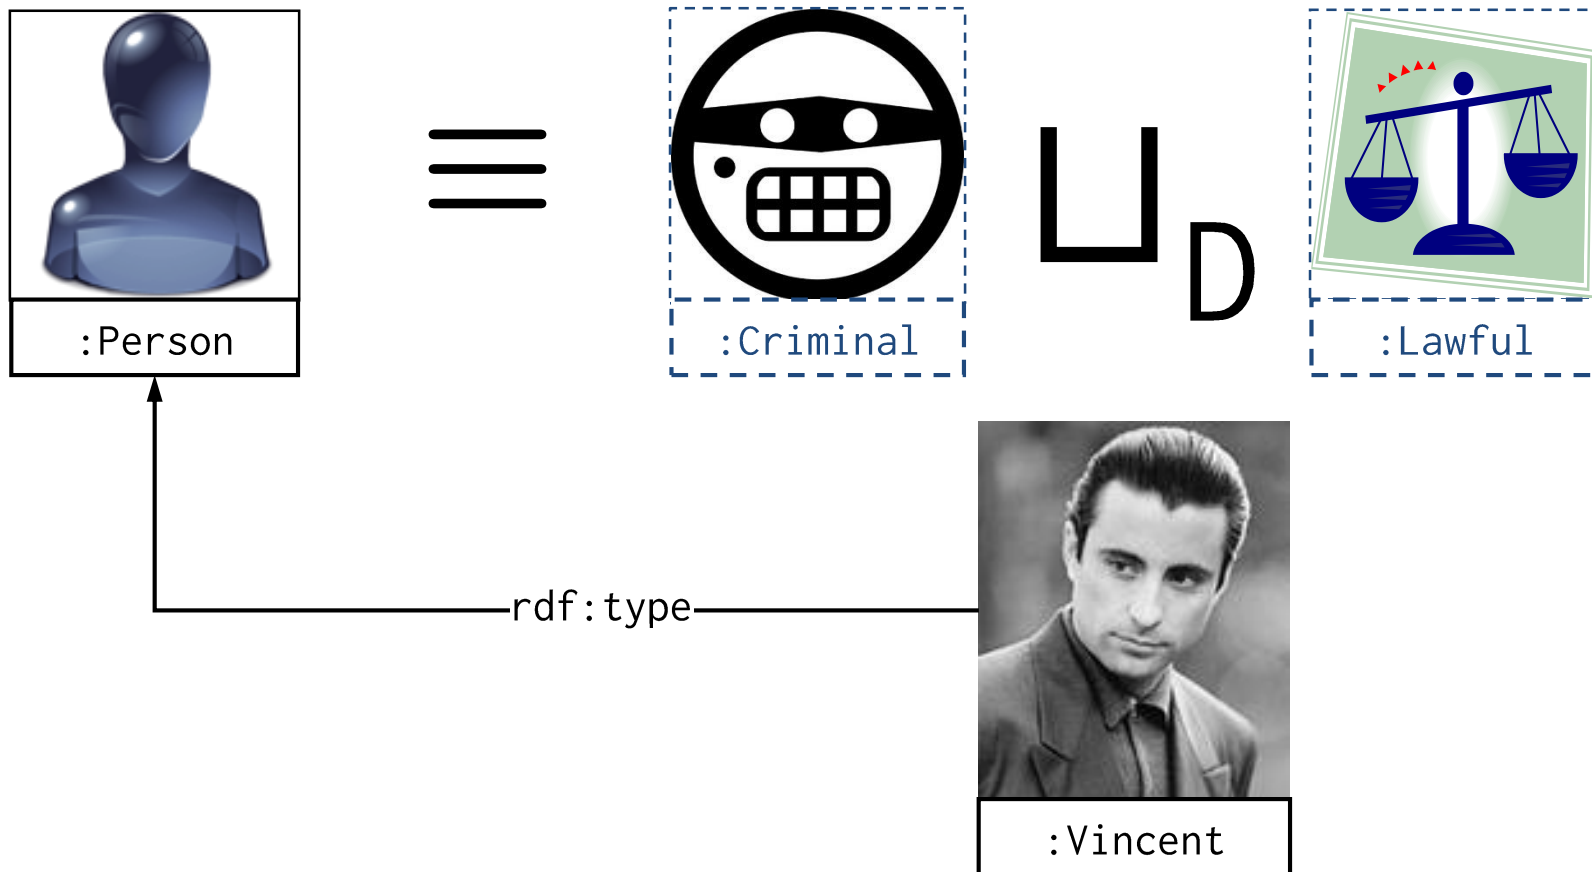 :Person
≡
:Criminal
⊔D
:Lawful
rdf:type
:Vincent